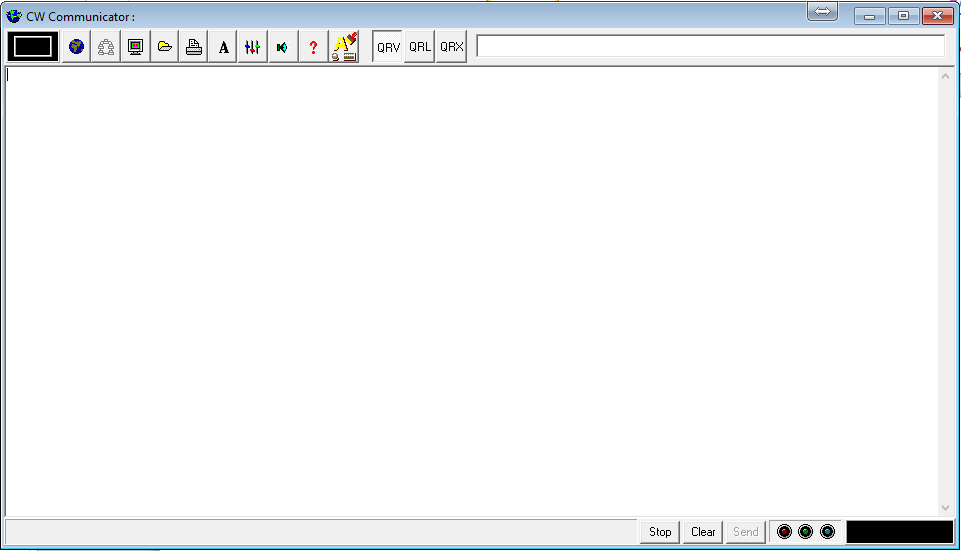 CW Communicator :
A ? A QRV QRL QRX
Stop Clear Send